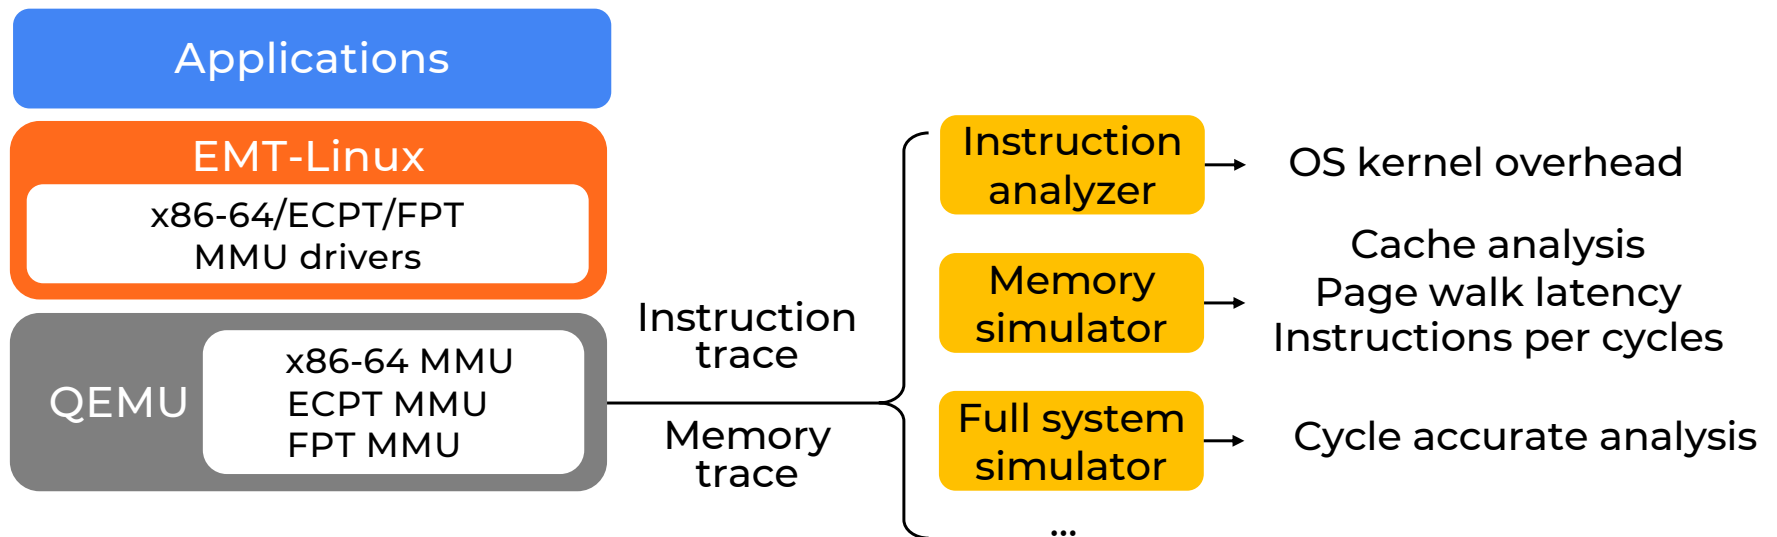 Applications
EMT-Linux
x86-64/ECPT/FPT
MMU drivers
QEMU
x86-64 MMU
ECPT MMU
FPT MMU
Instruction
trace
Memory
trace
Instruction
analyzer
OS kernel overhead
Memory
simulator
Cache analysis
Page walk latency
Instructions per cycles
Full system
simulator
Cycle accurate analysis
...